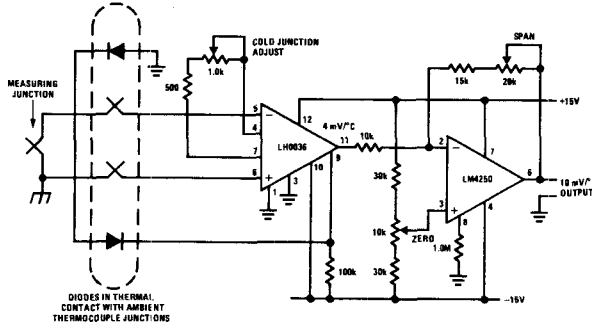 COLD JUNCTION
ADJUST
1.0k
500
MEASURING
JUNCTION
5
4
7
6
12
LH0036
4 mV/°C
11
9
10
1
3
10k
100k
30k
10k
ZERO
30k
15k
SPAN
20k
+15V
2
7
LM4250
6
3
8
4
1.0M
10 mV/°
OUTPUT
-15V
DIODES IN THERMAL
CONTACT WITH AMBIENT
THERMOCOUPLE JUNCTIONS